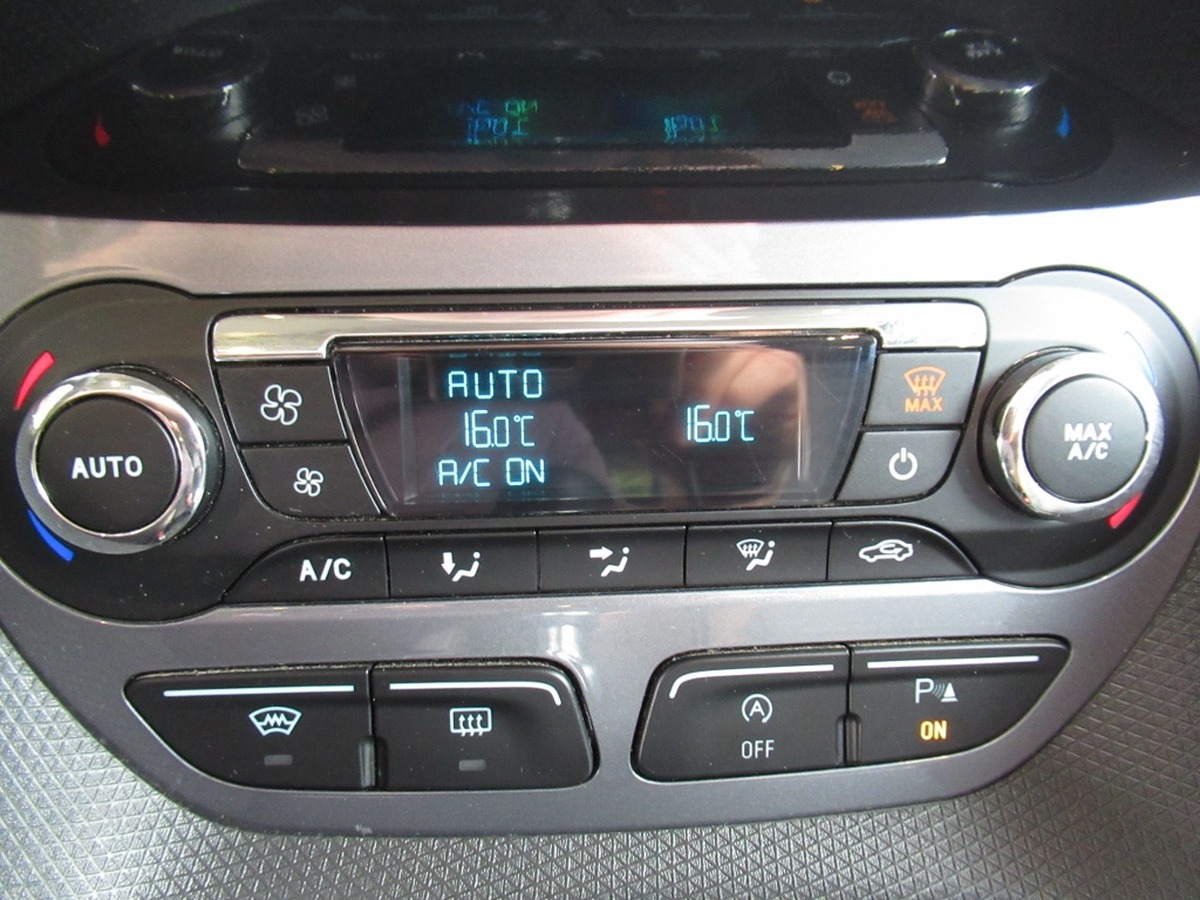 AUTO
16.0°C 16.0°C
A/C ON
AUTO
MAX
MAX
A/C
A/C
A
OFF
P
ON